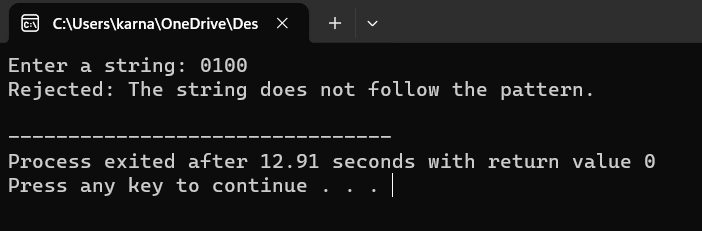 C:\Users\karna\OneDrive\Des
Enter a string: 0100
Rejected: The string does not follow the pattern.
--------------------------------
Process exited after 12.91 seconds with return value 0
Press any key to continue . . .